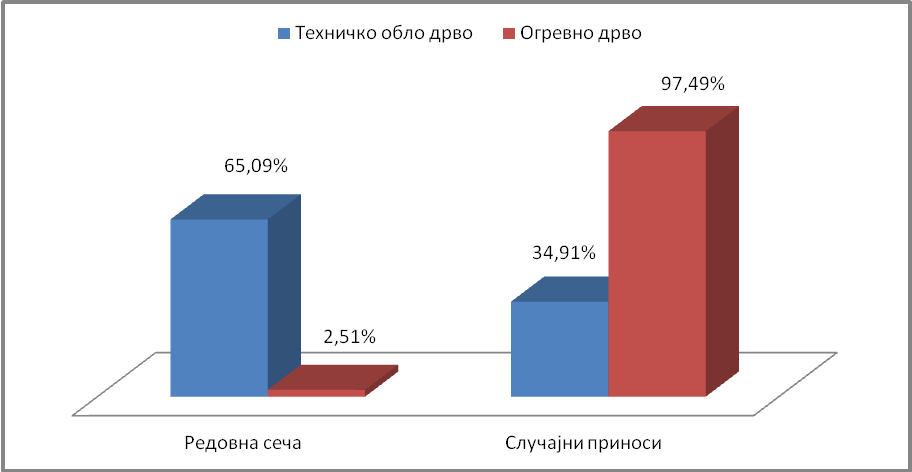 Техничко обло дрво Огревно дрво
97,49%
65,09%
34,91%
2,51%
Редовна сеча Случајни приноси